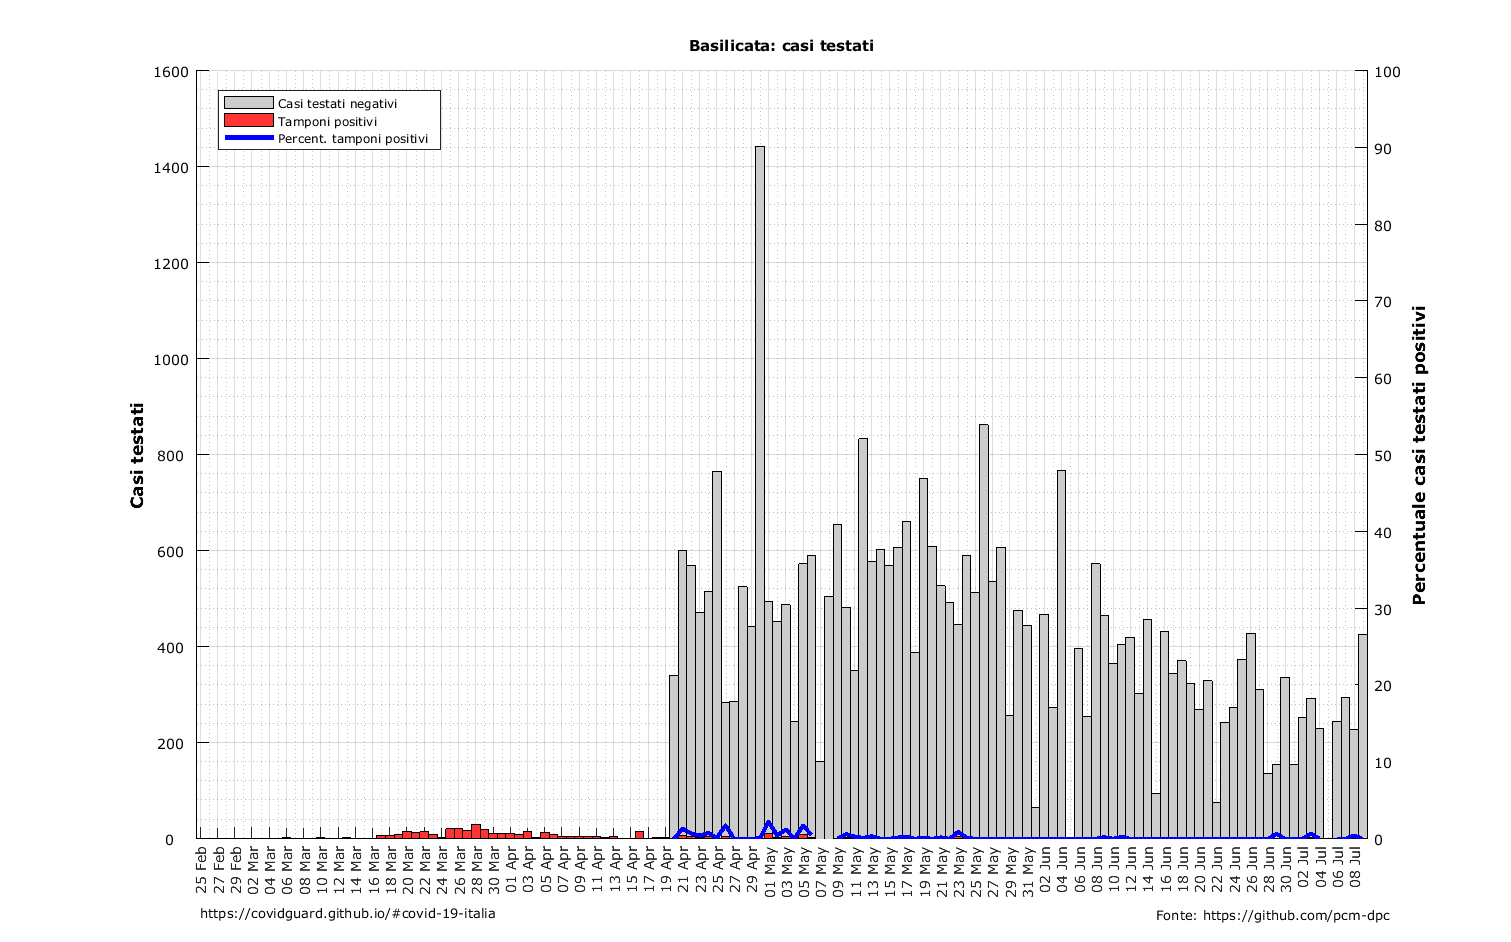 Basilicata: casi testati
Casi testati negativi
Tamponi positivi
Percent. tamponi positivi
Casi testati
1600
1400
1200
1000
800
600
400
200
0
100
90
80
70
60
50
40
30
20
10
0
Percentuale casi testati positivi
25 Feb
27 Feb
29 Feb
02 Mar
04 Mar
06 Mar
08 Mar
10 Mar
12 Mar
14 Mar
16 Mar
18 Mar
20 Mar
22 Mar
24 Mar
26 Mar
28 Mar
30 Mar
01 Apr
03 Apr
05 Apr
07 Apr
09 Apr
11 Apr
13 Apr
15 Apr
17 Apr
19 Apr
21 Apr
23 Apr
25 Apr
27 Apr
29 Apr
01 May
03 May
05 May
07 May
09 May
11 May
13 May
15 May
17 May
19 May
21 May
23 May
25 May
27 May
29 May
31 May
02 Jun
04 Jun
06 Jun
08 Jun
10 Jun
12 Jun
14 Jun
16 Jun
18 Jun
20 Jun
22 Jun
24 Jun
26 Jun
28 Jun
30 Jun
02 Jul
04 Jul
06 Jul
08 Jul
https://covidguard.github.io/#covid-19-italia
Fonte: https://github.com/pcm-dpc